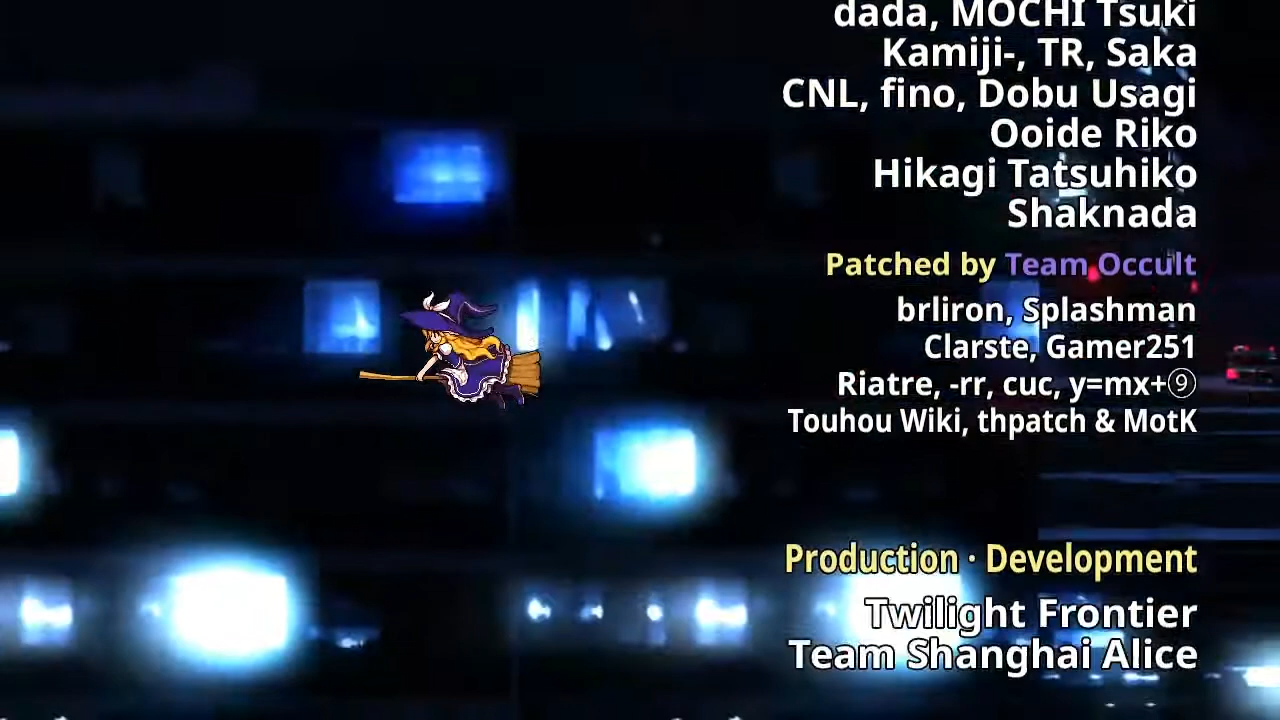 dada, MOCHI Tsuki
Kamiji-, TR, Saka
CNL, fino, Dobu Usagi
Ooide Riko
Hikagi Tatsuhiko
Shaknada
Patched by Team Occult
brliron, Splashman
Clarste, Gamer251
Riatre, -rr, cuc, y=mx+⑨
Touhou Wiki, thpatch & MotK
Production · Development
Twilight Frontier
Team Shanghai Alice